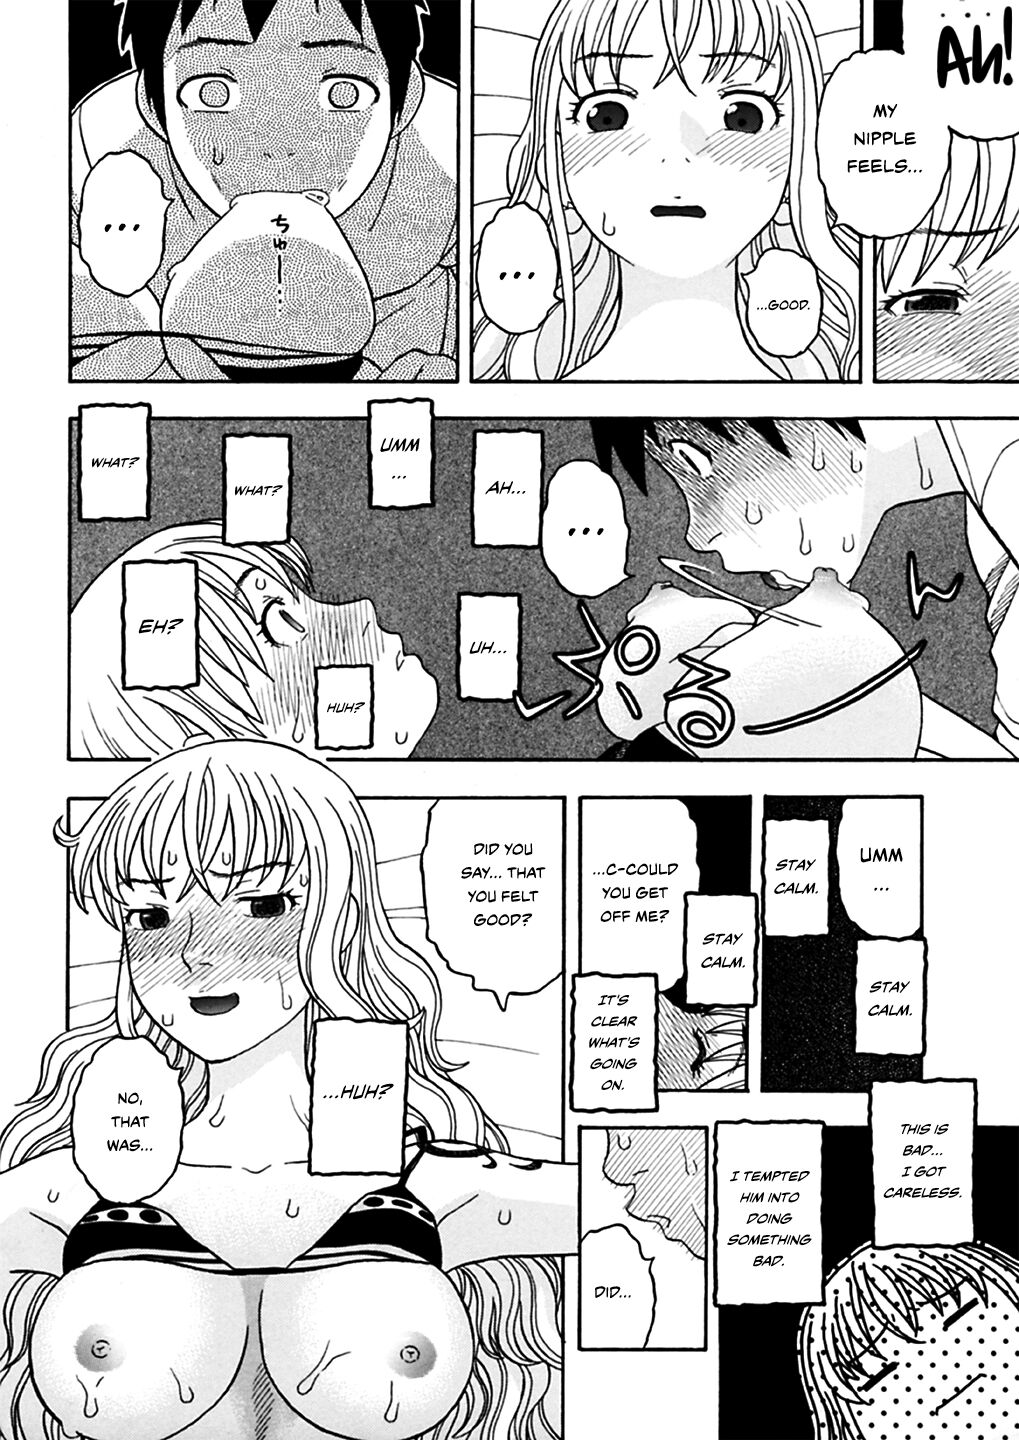 AH!
MY
NIPPLE
FEELS...
...GOOD.
...
...
ちゅー…
...
AH...
UH...
UMM
...
WHAT?
WHAT?
HUH?
EH?
UMM
...
STAY
CALM.
STAY
CALM.
...C-COULD
YOU GET
OFF ME?
STAY
CALM.
IT'S
CLEAR
WHAT'S
GOING
ON.
THIS IS
BAD...
I GOT
CARELESS.
I TEMPTED
HIM INTO
DOING
SOMETHING
BAD.
DID...
DID YOU
SAY... THAT
YOU FELT
GOOD?
...HUH?
NO,
THAT
WAS...